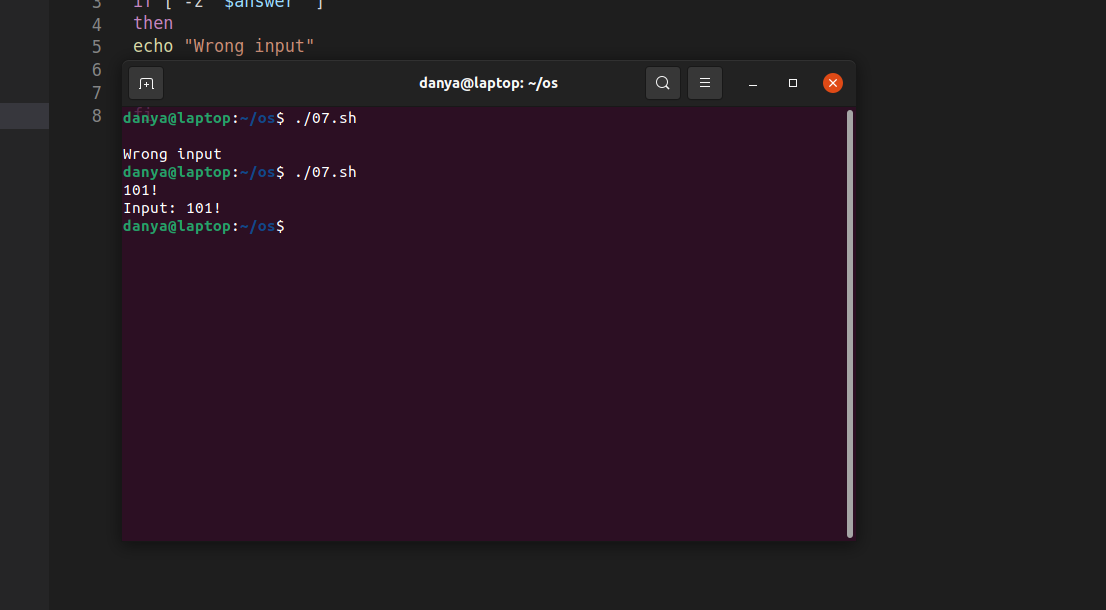 3 if [ -z "$answer" ]
4 then
5 echo "Wrong input"
6
7
8 fi
danya@laptop: ~/os
danya@laptop:~/os$ ./07.sh
Wrong input
danya@laptop:~/os$ ./07.sh
101!
Input: 101!
danya@laptop:~/os$